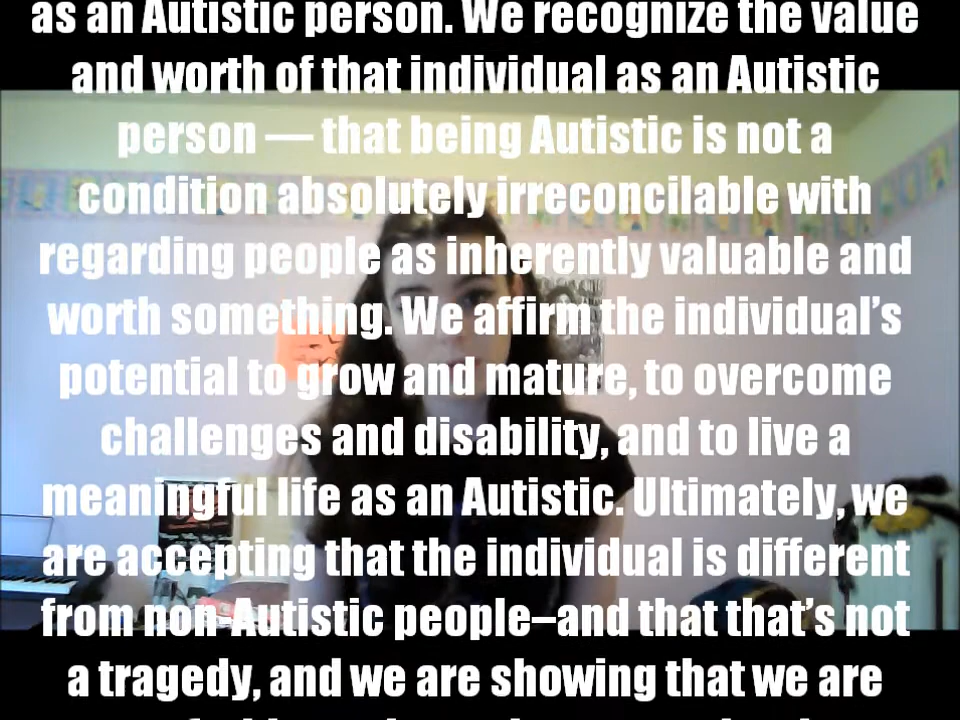 as an Autistic person. We recognize the value
and worth of that individual as an Autistic
person — that being Autistic is not a
condition absolutely irreconcilable with
regarding people as inherently valuable and
worth something. We affirm the individual’s
potential to grow and mature, to overcome
challenges and disability, and to live a
meaningful life as an Autistic. Ultimately, we
are accepting that the individual is different
from non-Autistic people–and that that’s not
a tragedy, and we are showing that we are